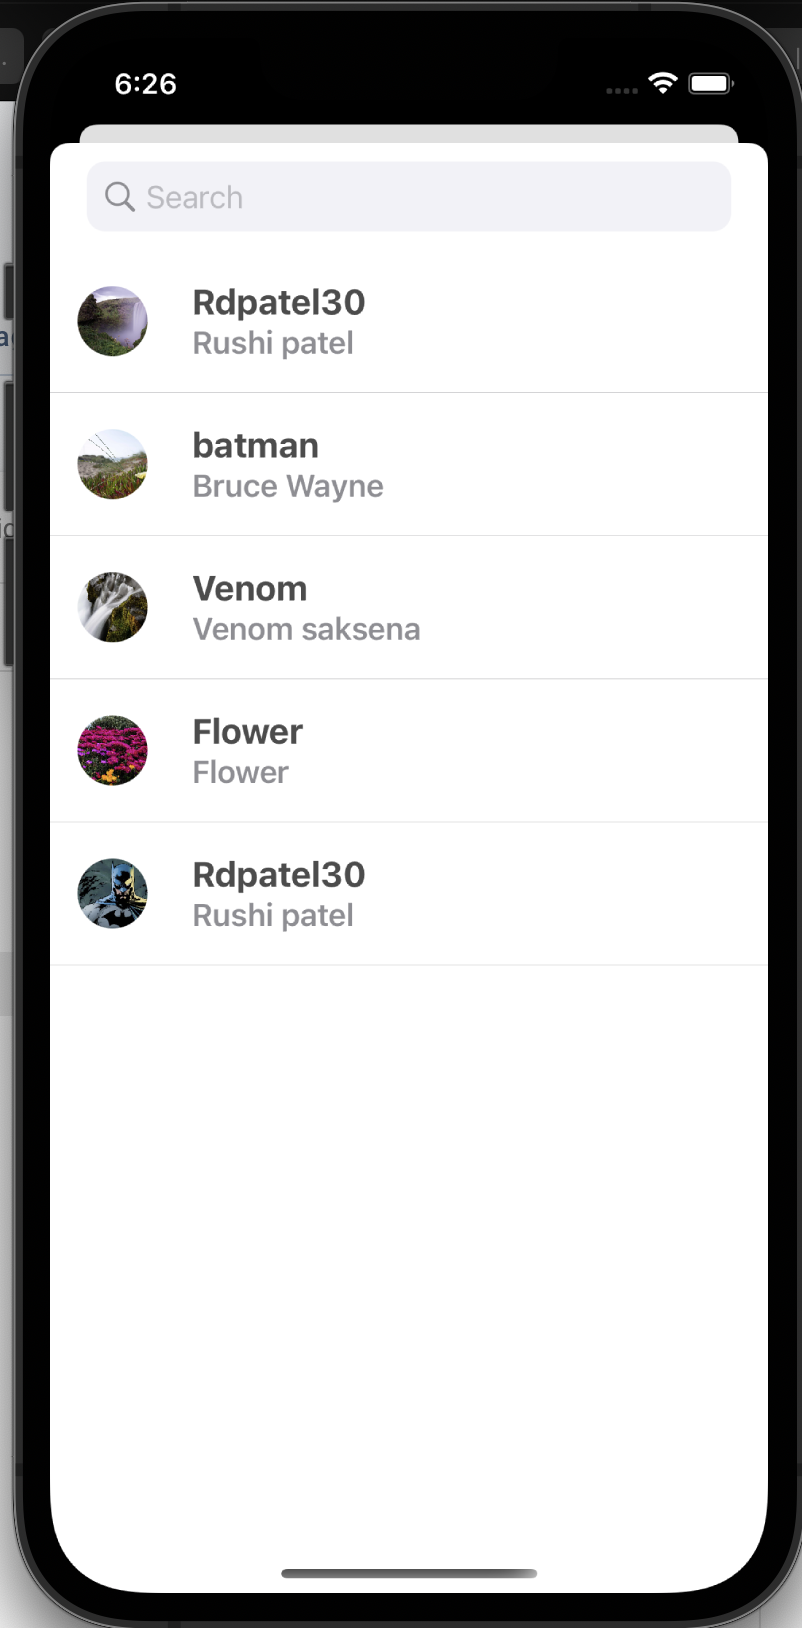 6:26
Search
Rdpatel30
Rushi patel
batman
Bruce Wayne
Venom
Venom saksena
Flower
Flower
Rdpatel30
Rushi patel